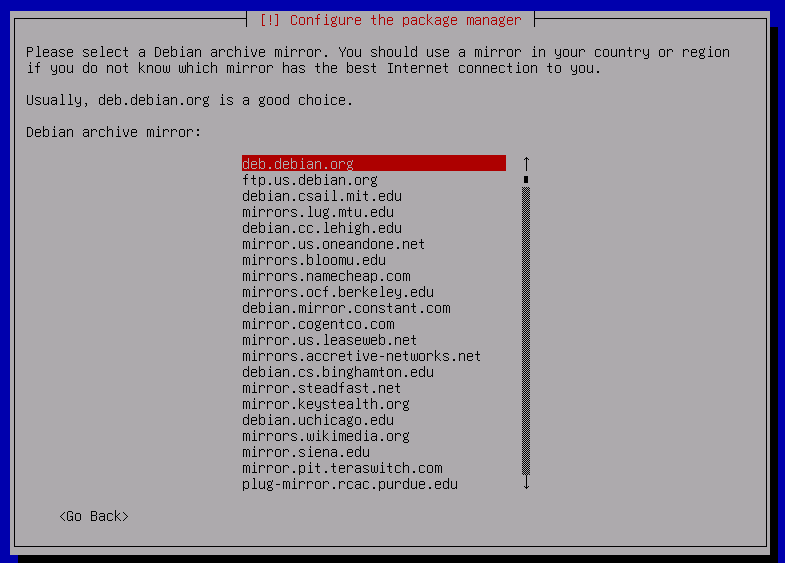 [!] Configure the package manager
Please select a Debian archive mirror. You should use a mirror in your country or region
if you do not know which mirror has the best Internet connection to you.
Usually, deb.debian.org is a good choice.
Debian archive mirror:
deb.debian.org
ftp.us.debian.org
debian.csail.mit.edu
mirrors.lug.mtu.edu
debian.cc.lehigh.edu
mirror.us.oneandone.net
mirrors.bloomu.edu
mirrors.namecheap.com
mirrors.ocf.berkeley.edu
debian.mirror.constant.com
mirror.cogentco.com
mirror.us.leaseweb.net
mirrors.accretive-networks.net
debian.cs.binghamton.edu
mirror.steadfast.net
mirror.keystealth.org
debian.uchicago.edu
mirrors.wikimedia.org
mirror.siena.edu
mirror.pit.teraswitch.com
plug-mirror.rcac.purdue.edu
<Go Back>